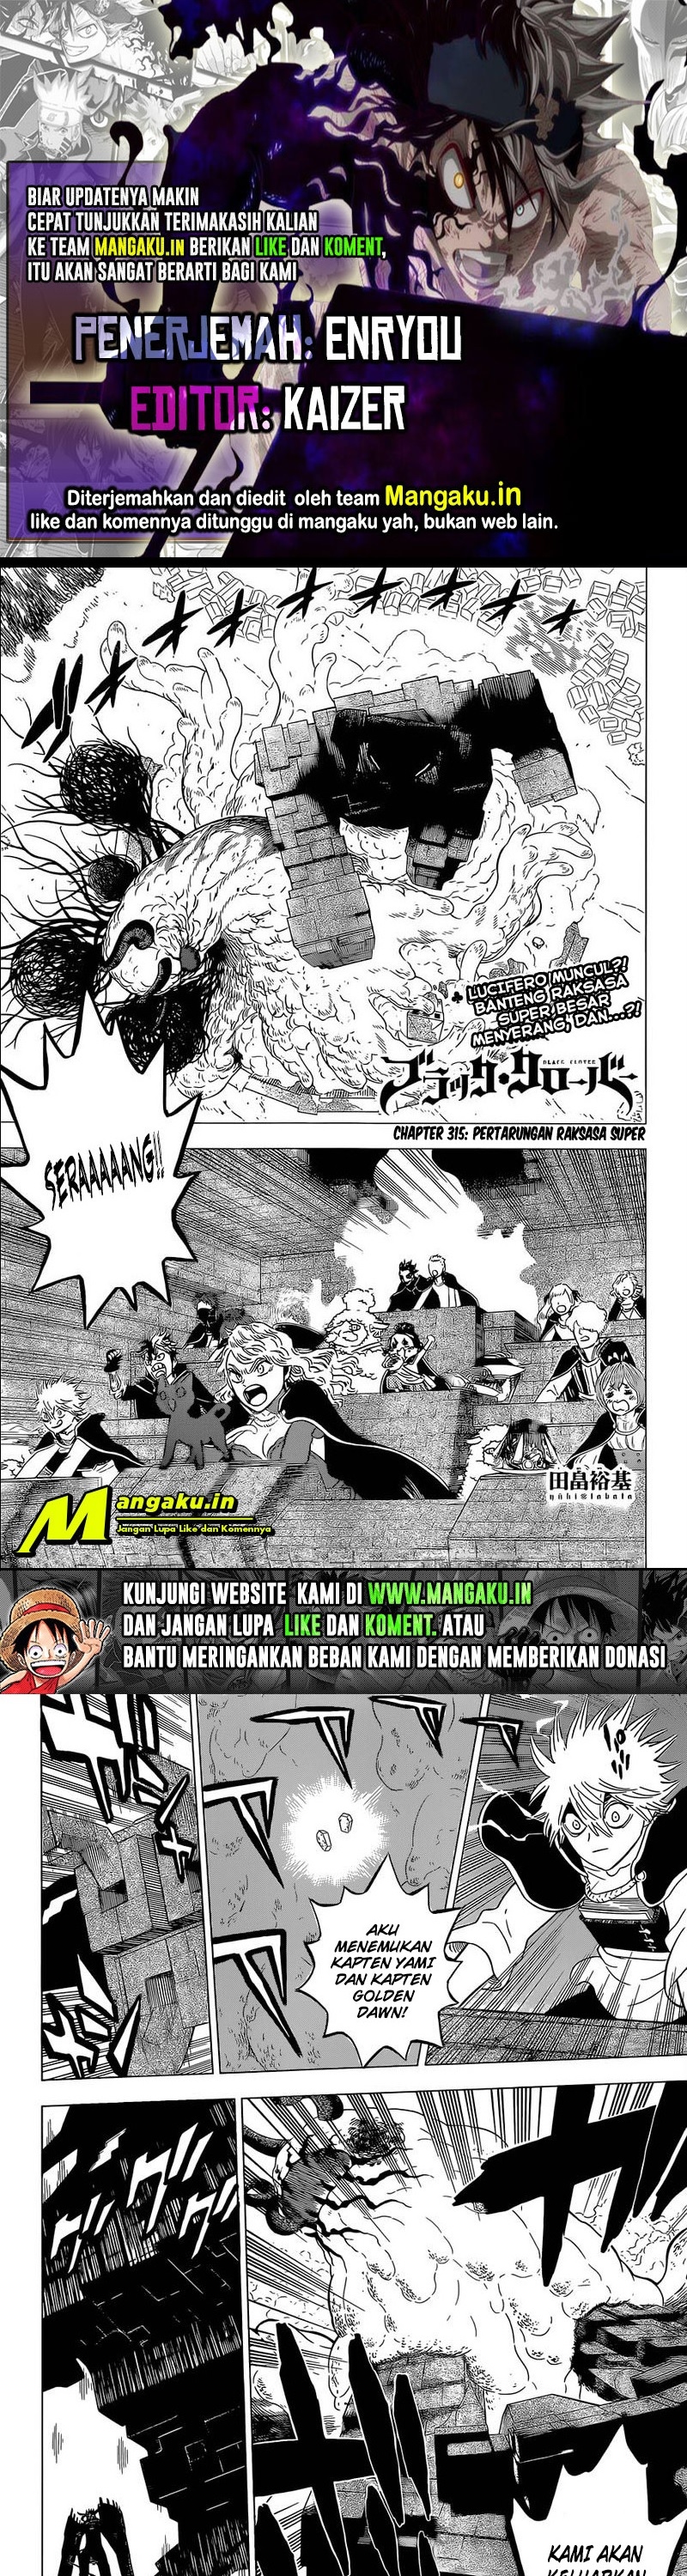 BIAR UPDATENYA MAKIN
CEPAT TUNJUKKAN TERIMAKASIH KALIAN
KE TEAM MANGAKU.IN BERIKAN LIKE DAN KOMENT,
ITU AKAN SANGAT BERARTI BAGI KAMI
PENERJEMAH: ENRYOU
EDITOR: KAIZER
Diterjemahkan dan diedit oleh team Mangaku.in
like dan komennya ditunggu di mangaku yah, bukan web lain.
LUCIFERO MUNCUL?!
BANTENG RAKSASA
SUPER BESAR
MENYERANG, DAN...?!
BLACK CLOVER
ブラック・クローバー
CHAPTER 315: PERTARUNGAN RAKSASA SUPER
SERAAAAANG!!
田畠裕基
yûki@tabata
Mangaku.in
Jangan Lupa Like dan Komennya
KUNJUNGI WEBSITE KAMI DI WWW.MANGAKU.IN
DAN JANGAN LUPA LIKE DAN KOMENT. ATAU
BANTU MERINGANKAN BEBAN KAMI DENGAN MEMBERIKAN DONASI
AKU
MENEMUKAN
KAPTEN YAMI
DAN KAPTEN
GOLDEN
DAWN!
KAMI AKAN